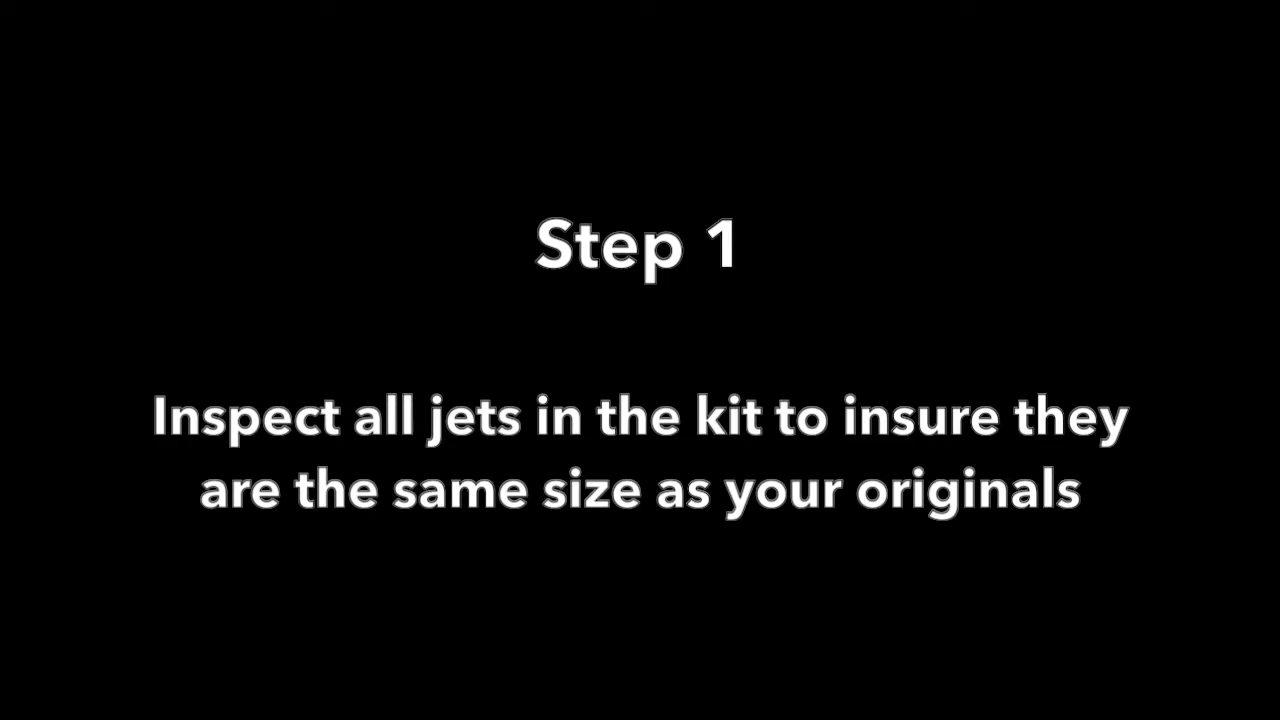 Step 1
Inspect all jets in the kit to insure they
are the same size as your originals